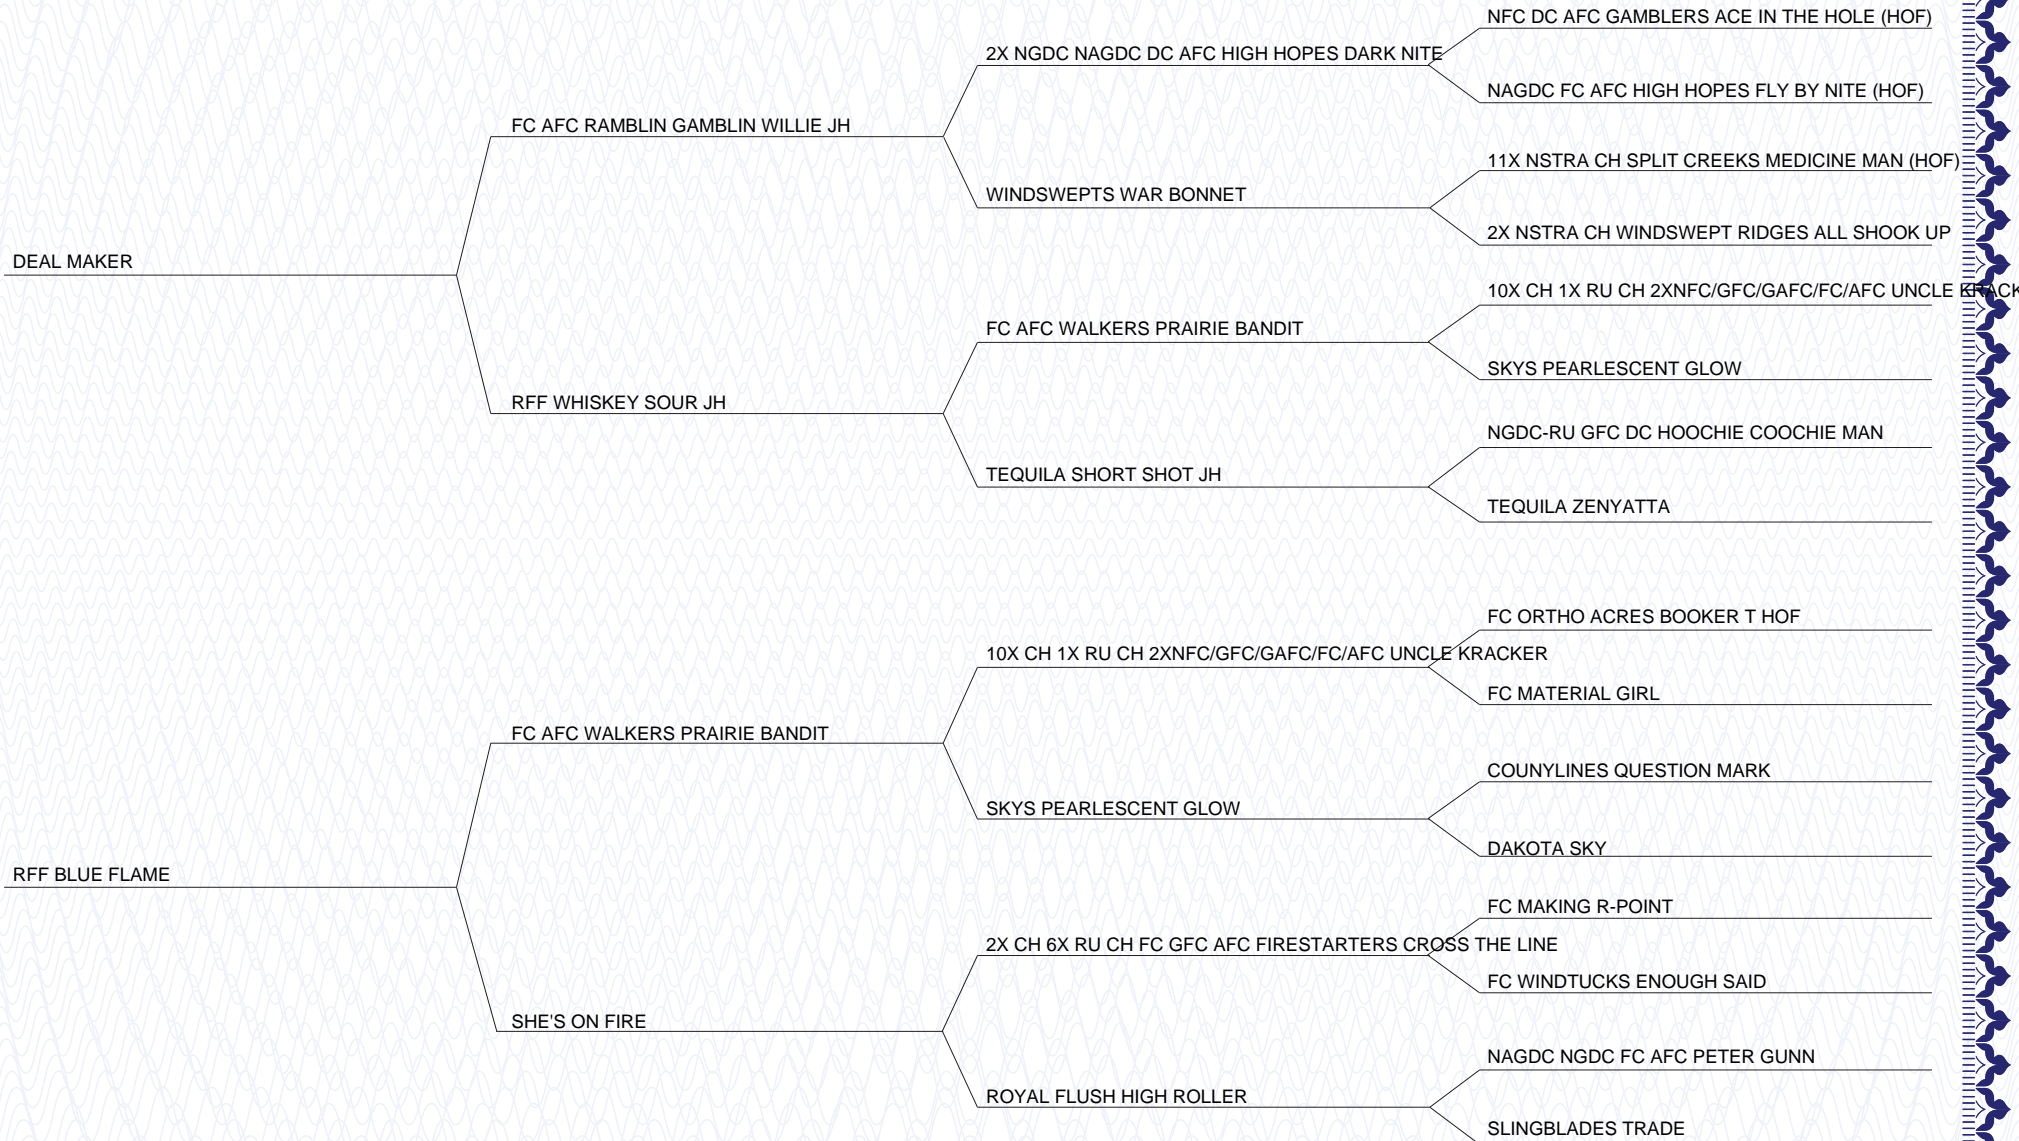 NFC DC AFC GAMBLERS ACE IN THE HOLE (HOF)
2X NGDC NAGDC DC AFC HIGH HOPES DARK NITE
NAGDC FC AFC HIGH HOPES FLY BY NITE (HOF)
FC AFC RAMBLIN GAMBLIN WILLIE JH
11X NSTRA CH SPLIT CREEKS MEDICINE MAN (HOF)
WINDSWEPTS WAR BONNET
2X NSTRA CH WINDSWEPT RIDGES ALL SHOOK UP
DEAL MAKER
10X CH 1X RU CH 2XNFC/GFC/GAFC/FC/AFC UNCLE KRACK
FC AFC WALKERS PRAIRIE BANDIT
SKYS PEARLESCENT GLOW
RFF WHISKEY SOUR JH
NGDC-RU GFC DC HOOCHIE COOCHIE MAN
TEQUILA SHORT SHOT JH
TEQUILA ZENYATTA
FC ORTHO ACRES BOOKER T HOF
10X CH 1X RU CH 2XNFC/GFC/GAFC/FC/AFC UNCLE KRACKER
FC MATERIAL GIRL
FC AFC WALKERS PRAIRIE BANDIT
COUNYLINES QUESTION MARK
SKYS PEARLESCENT GLOW
DAKOTA SKY
RFF BLUE FLAME
FC MAKING R-POINT
2X CH 6X RU CH FC GFC AFC FIRESTARTERS CROSS THE LINE
FC WINDTUCKS ENOUGH SAID
SHE'S ON FIRE
NAGDC NGDC FC AFC PETER GUNN
ROYAL FLUSH HIGH ROLLER
SLINGBLADES TRADE